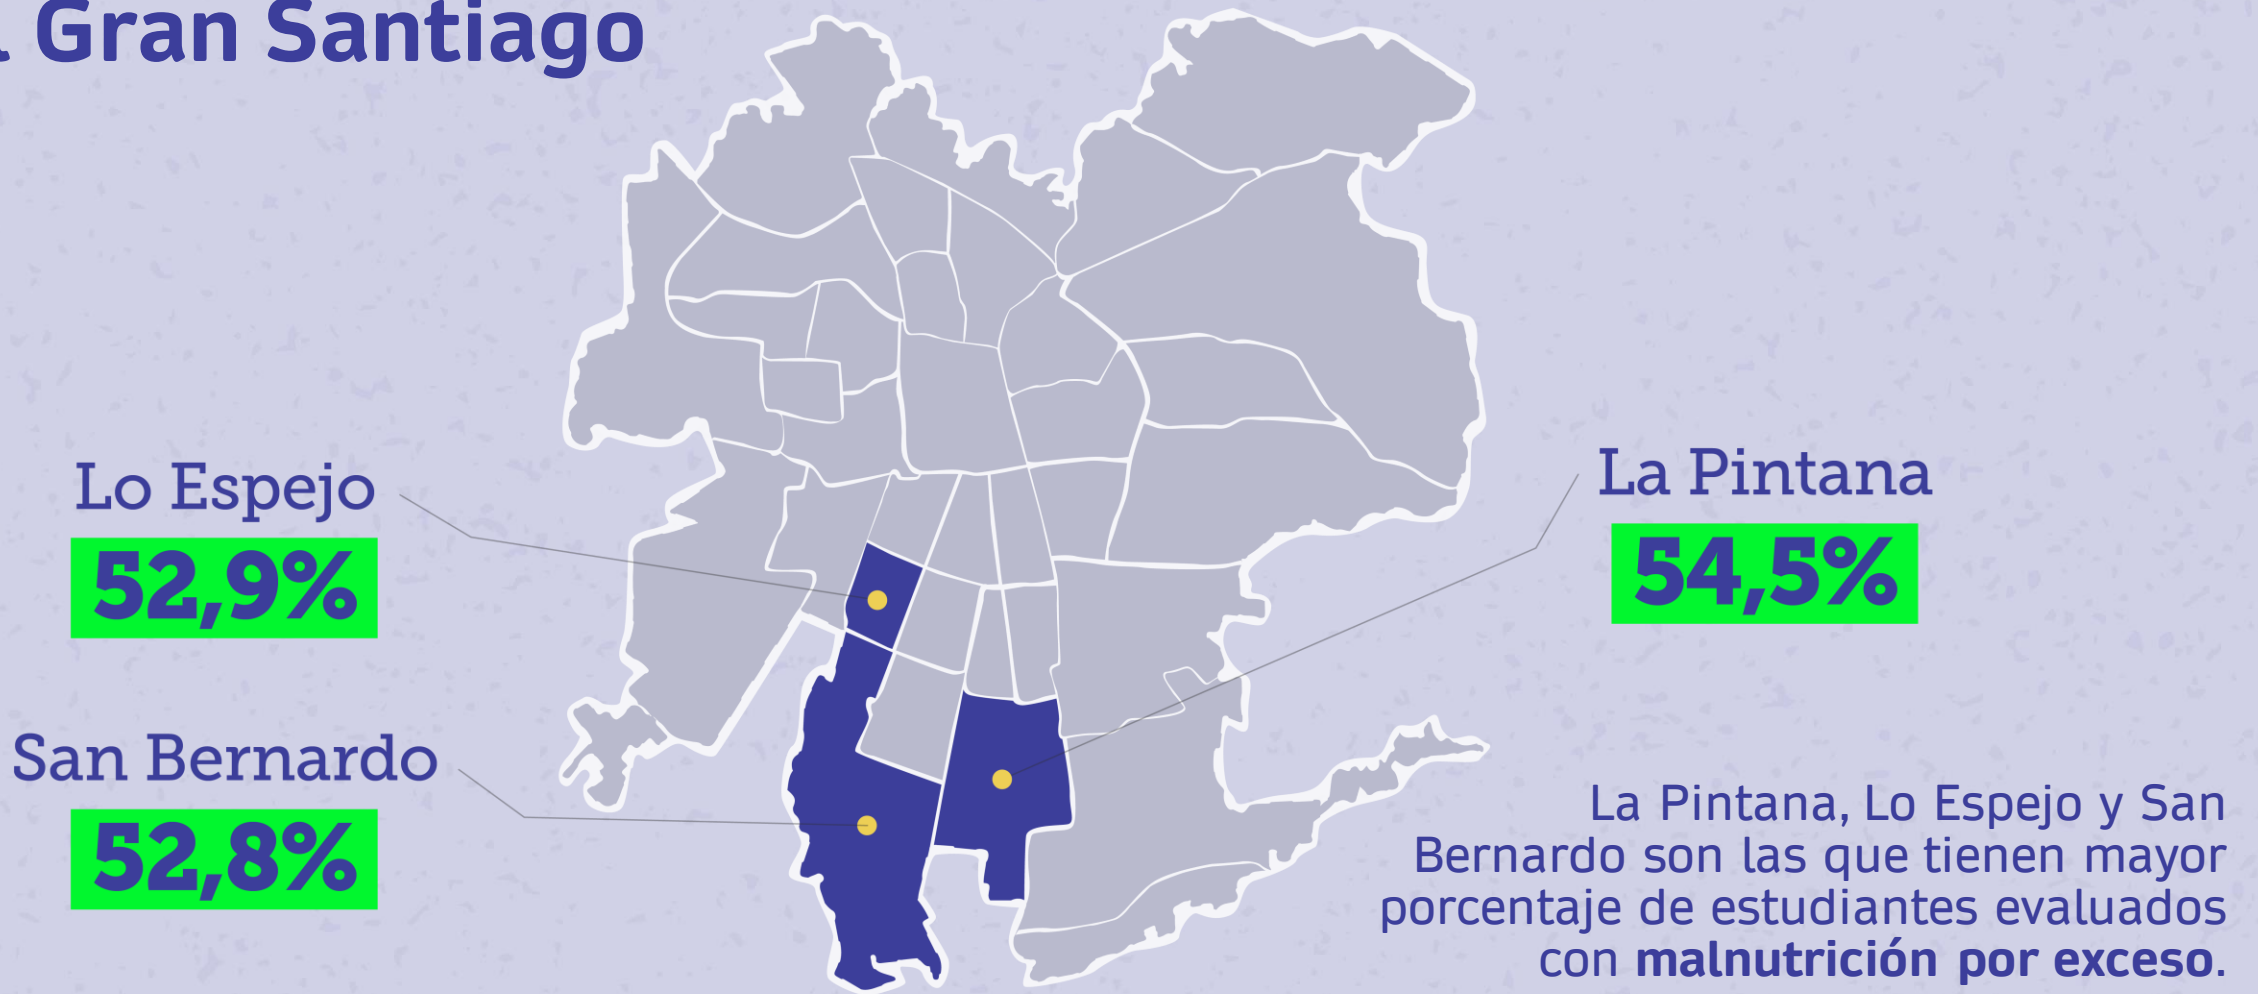 Gran Santiago
Lo Espejo
52,9%
San Bernardo
52,8%
La Pintana
54,5%
La Pintana, Lo Espejo y San
Bernardo son las que tienen mayor
porcentaje de estudiantes evaluados
con malnutrición por exceso.